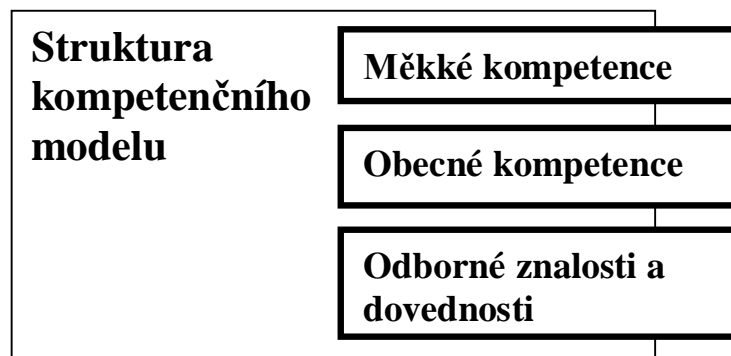 Struktura
kompetenčního
modelu
Měkké kompetence
Obecné kompetence
Odborné znalosti a
dovednosti